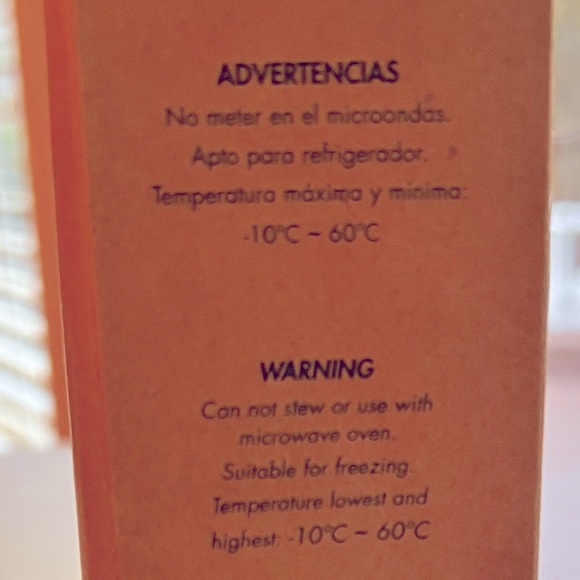 ADVERTENCIAS
No meter en el microondas.
Apto para refrigerador.
Temperatura máxima y mínima:
-10°C ~ 60°C
WARNING
Can not stew or use with
microwave oven.
Suitable for freezing.
Temperature lowest and
highest: -10°C ~ 60°C